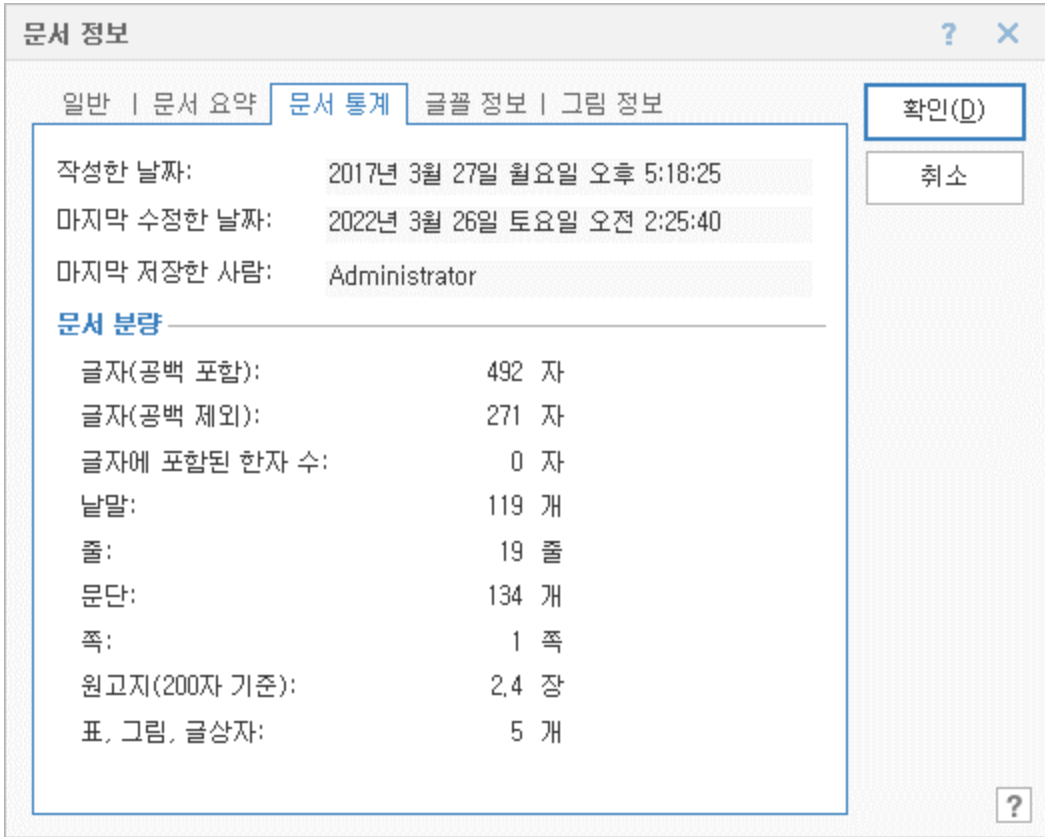 문서 정보 ? ×
일반 | 문서 요약 문서 통계 글꼴 정보 | 그림 정보
확인(D)
취소
작성한 날짜: 2017년 3월 27일 월요일 오후 5:18:25
마지막 수정한 날짜: 2022년 3월 26일 토요일 오전 2:25:40
마지막 저장한 사람: Administrator
문서 분량
글자(공백 포함): 492 자
글자(공백 제외): 271 자
글자에 포함된 한자 수: 0 자
낱말: 119 개
줄: 19 줄
문단: 134 개
쪽: 1 쪽
원고지(200자 기준): 2,4 장
표, 그림, 글상자: 5 개
?